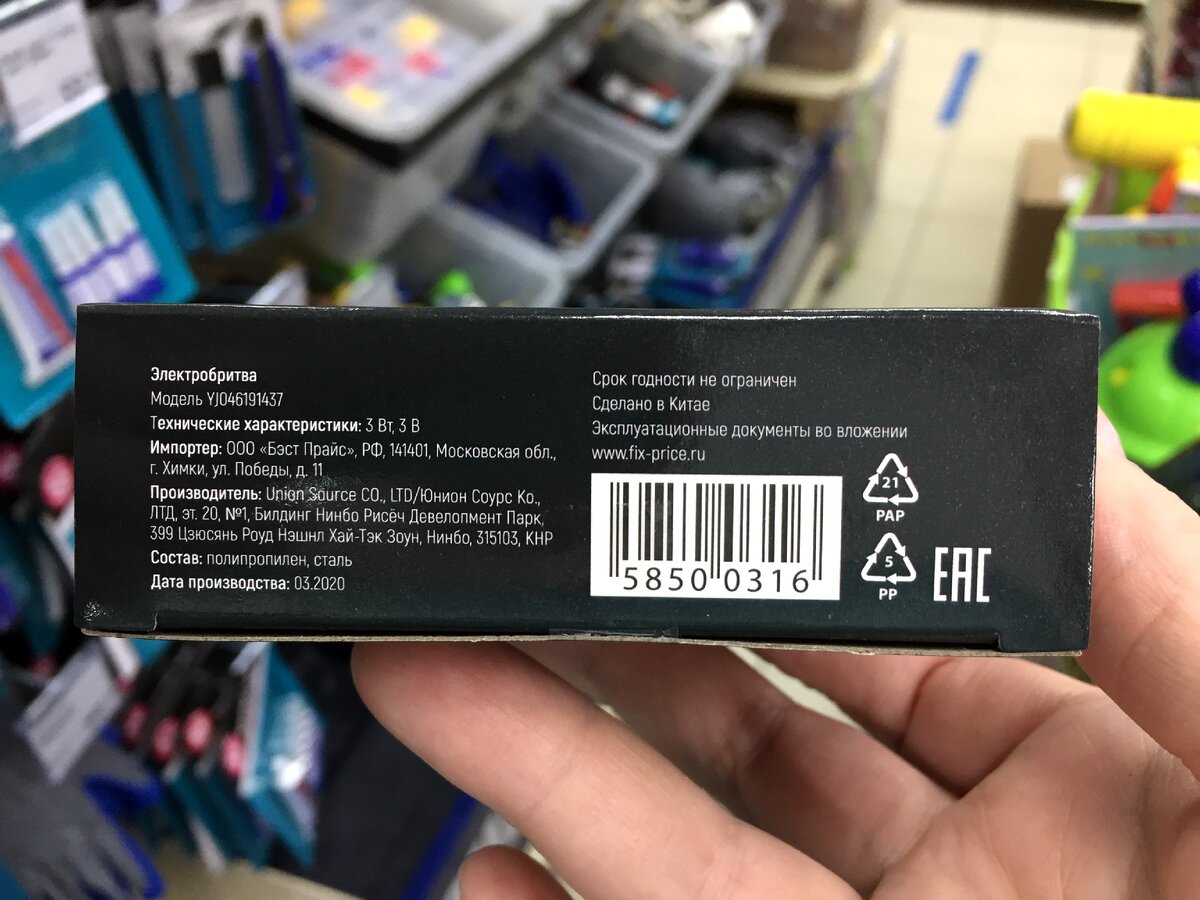 Электробритва
Модель YJ046191437
Технические характеристики: 3 Вт, 3 В
Импортер: ООО «Бэст Прайс», РФ, 141401, Московская обл.,
г. Химки, ул. Победы, д. 11
Производитель: Union Source CO., LTD/Юнион Соурс Ко.,
ЛТД, эт. 20, №1, Билдинг Нинбо Рисёч Девелопмент Парк,
399 Цзюсянь Роуд Нэшнл Хай-Тэк Зоун, Нинбо, 315103, КНР
Состав: полипропилен, сталь
Дата производства: 03.2020
Срок годности не ограничен
Сделано в Китае
Эксплуатационные документы во вложении
www.fix-price.ru
5850 0316
21
PAP
5
PP
EAC